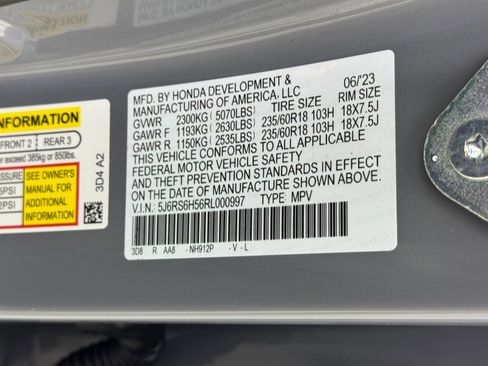 MFD. BY HONDA DEVELOPMENT & 06/'23
MANUFACTURING OF AMERICA, LLC
GVWR 2300KG (5070LBS) TIRE SIZE RIM SIZE
GAWR F 1193KG (2630LBS) 235/60R18 103H 18X7.5J
GAWR R 1150KG (2535LBS) 235/60R18 103H 18X7.5J
THIS VEHICLE CONFORMS TO ALL APPLICABLE
FEDERAL MOTOR VEHICLE SAFETY
AND THEFT PREVENTION STANDARDS IN EFFECT
ON THE DATE OF MANUFACTURE SHOWN ABOVE.
V.I.N.: 5J6RS6H56RL000997 TYPE: MPV
3D8 R AA8 -NH912P -V-L
INFORMATION
FRONT 2 REAR 3
exceed 385kg or 850lbs.
SEE OWNER'S
MANUAL FOR
ADDITIONAL
INFORMATION
PSI
PSI
3D4 A2